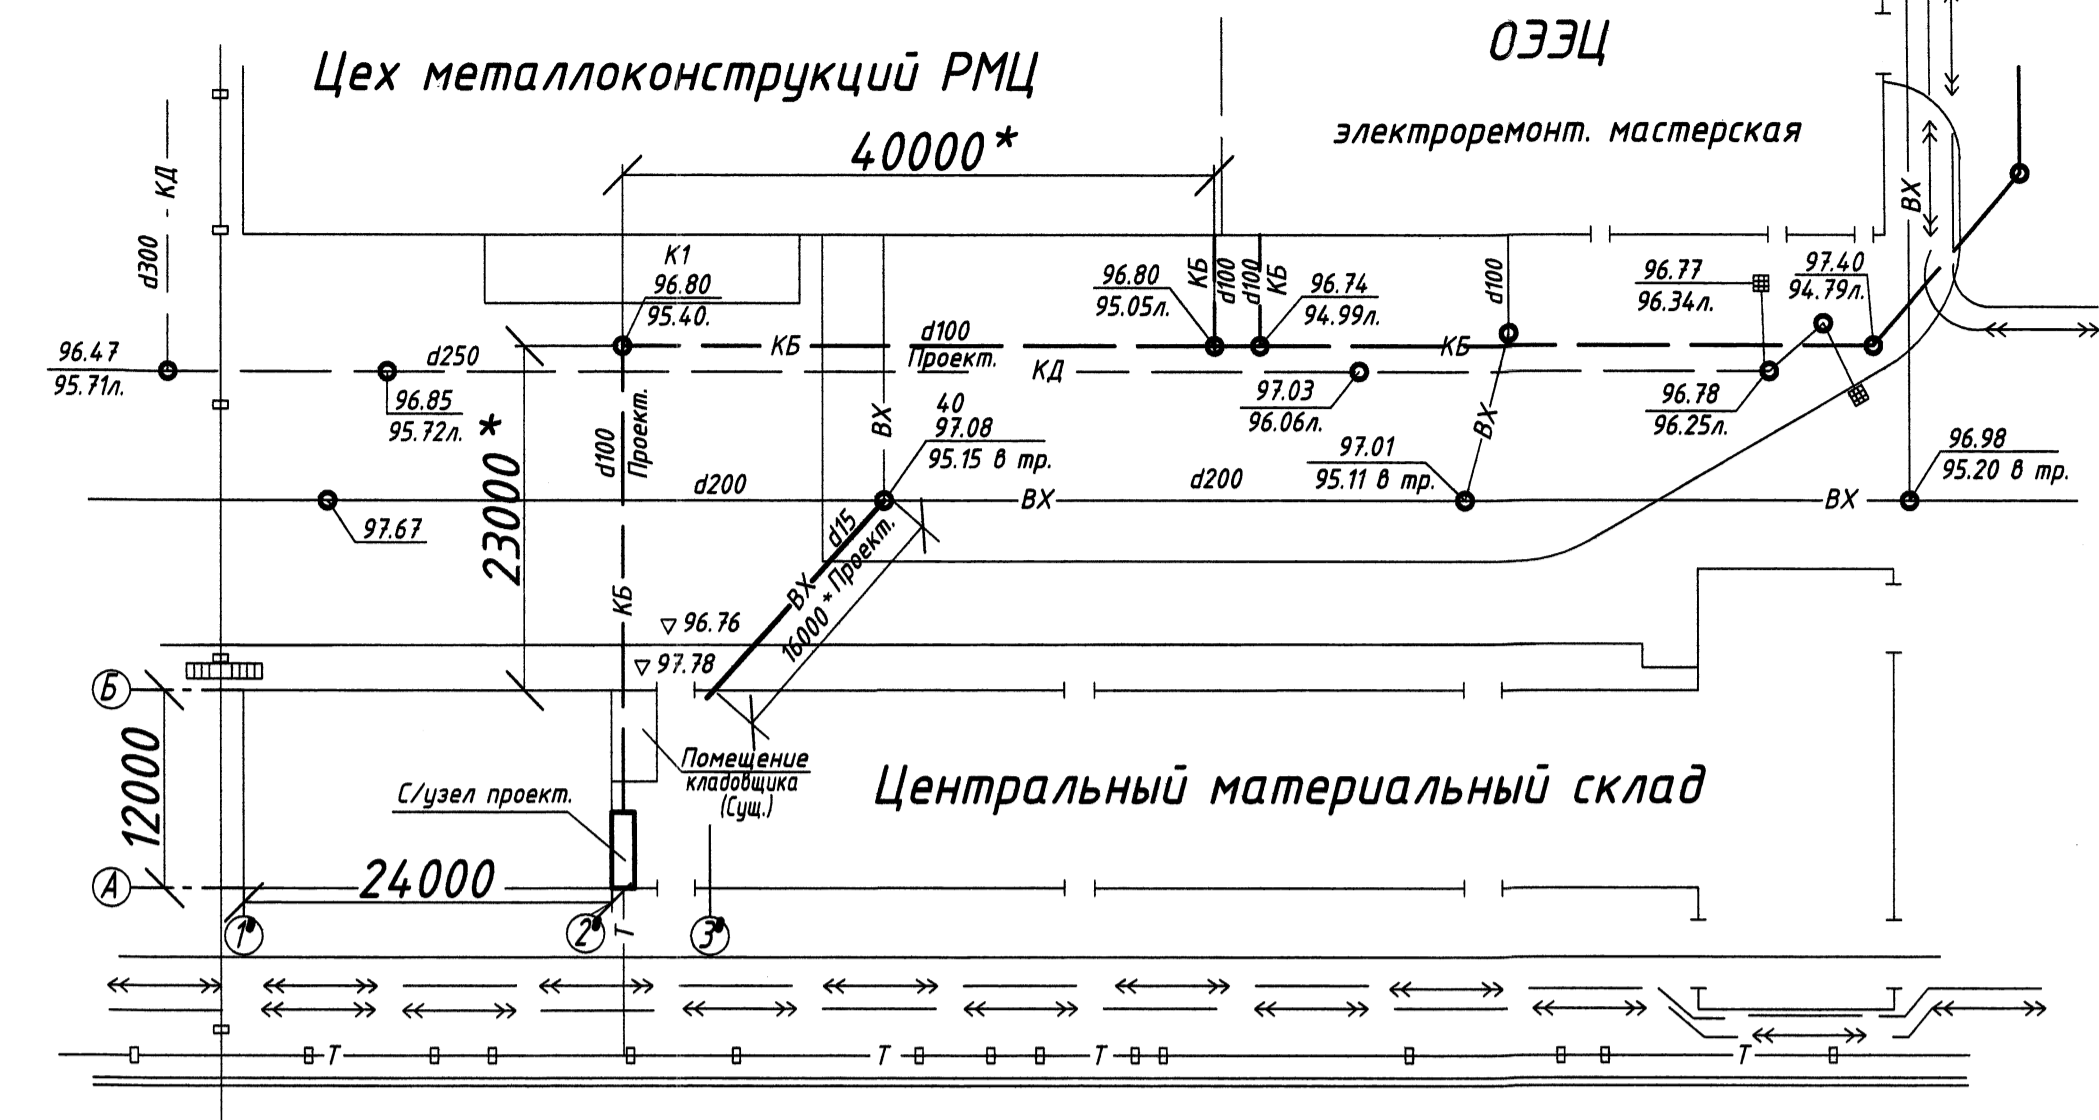 ОЭЭЦ
Цех металлоконструкций РМЦ
электроремонт. мастерская
40000*
КД
d300
ВХ
К1
96.80
95.40.
96.80
95.05л.
КБ
d100
d100
КБ
96.74
94.99л.
d100
96.77
96.34л.
97.40
94.79л.
96.47
95.71л.
d250
КБ
d100
Проект.
КД
КБ
96.85
95.72л.
97.03
96.06л.
96.78
96.25л.
23000*
d100
Проект.
ВХ
40
97.08
95.15 в тр.
ВХ
97.01
95.11 в тр.
96.98
95.20 в тр.
d200
ВХ
d200
ВХ
97.67
d15
ВХ
16000* Проект.
КБ
96.76
97.78
Б
12000
Помещение
кладовщика
(Сущ.)
С/узел проект.
Центральный материальный склад
А
24000
1
2
Т
3
Т
Т
Т
Т